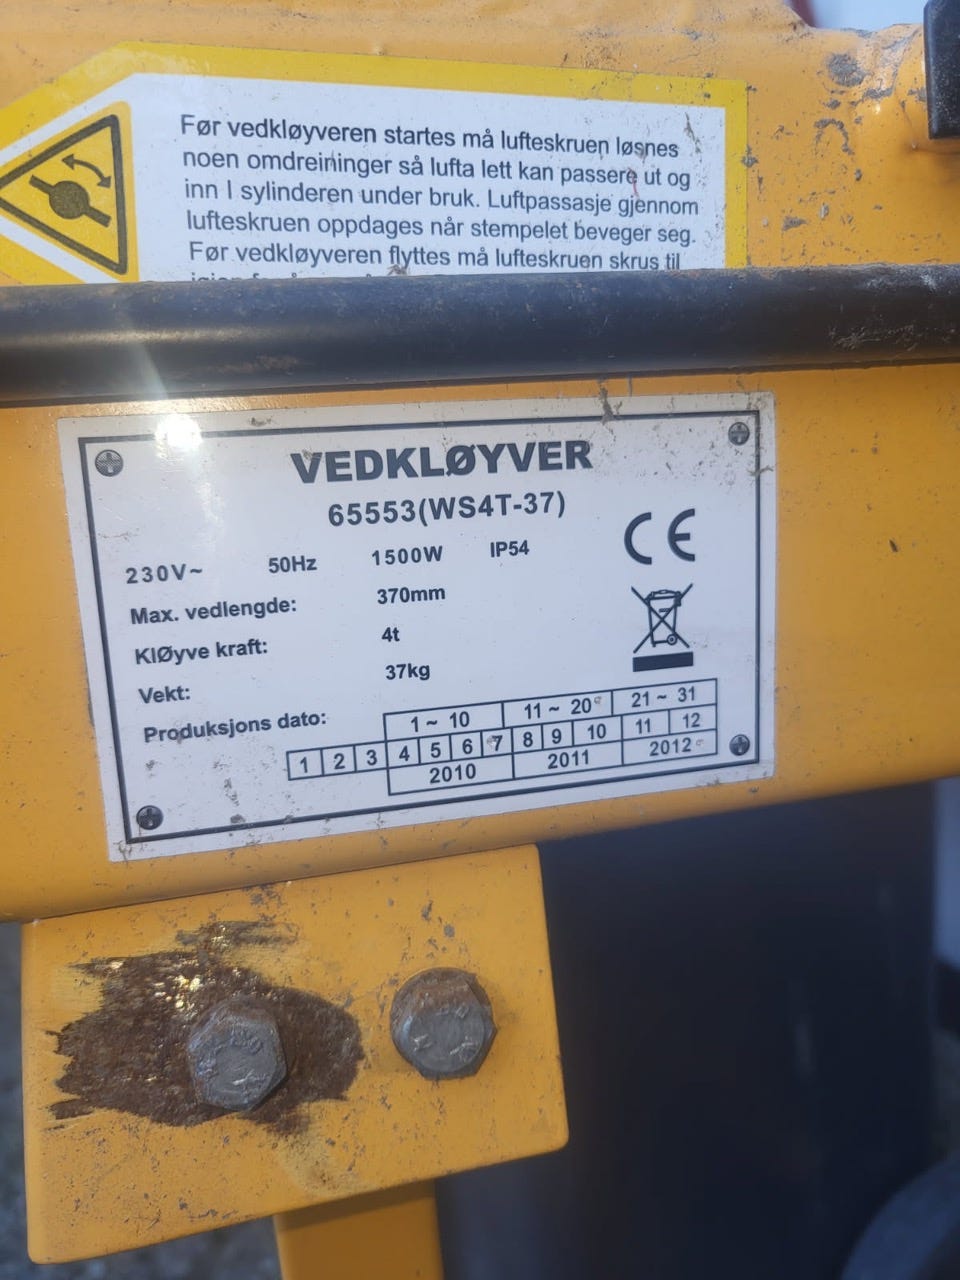 Før vedkløyveren startes må lufteskruen løsnes
noen omdreininger så lufta lett kan passere ut og
inn I sylinderen under bruk. Luftpassasje gjennom
lufteskruen oppdages når stempelet beveger seg.
Før vedkløyveren flyttes må lufteskruen skrus til
VEDKLØYVER
65553(WS4T-37)
230V~ 50Hz 1500W IP54
CE
Max. vedlengde: 370mm
KlØyve kraft: 4t
Vekt: 37kg
Produksjons dato:
1~ 10 11 ~ 20 21 ~ 31
1 2 3 4 5 6 7 8 9 10 11 12
2010 2011 2012